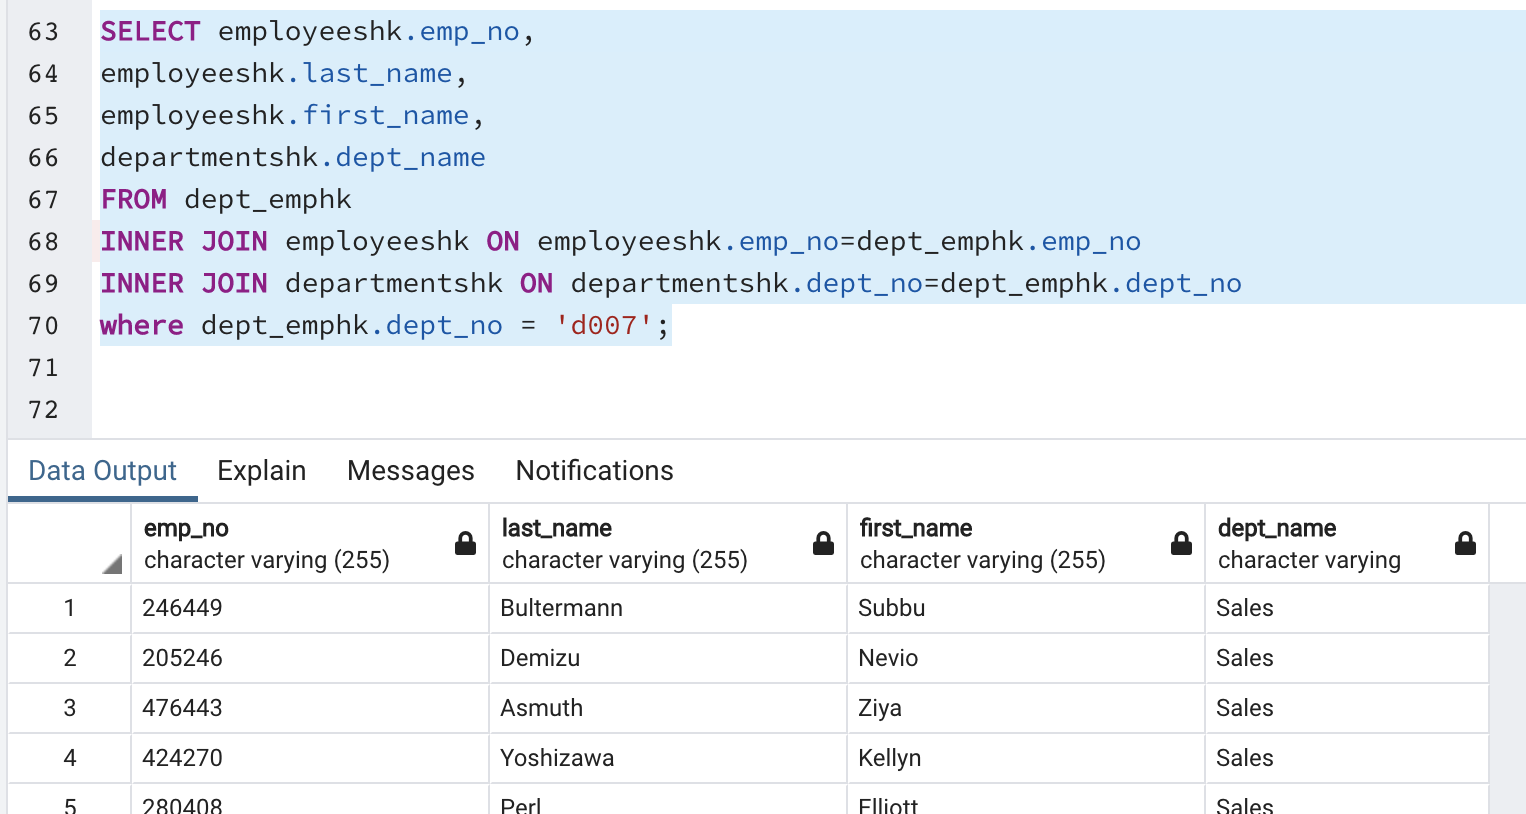 63 SELECT employeeshk.emp_no,
64 employeeshk.last_name,
65 employeeshk.first_name,
66 departmentshk.dept_name
67 FROM dept_emphk
68 INNER JOIN employeeshk ON employeeshk.emp_no=dept_emphk.emp_no
69 INNER JOIN departmentshk ON departmentshk.dept_no=dept_emphk.dept_no
70 where dept_emphk.dept_no = 'd007';
71
72
Data Output Explain Messages Notifications
emp_no last_name first_name dept_name
character varying (255) character varying (255) character varying (255) character varying
1 246449 Bultermann Subbu Sales
2 205246 Demizu Nevio Sales
3 476443 Asmuth Ziya Sales
4 424270 Yoshizawa Kellyn Sales
5 280408 Perl Elliott Sales